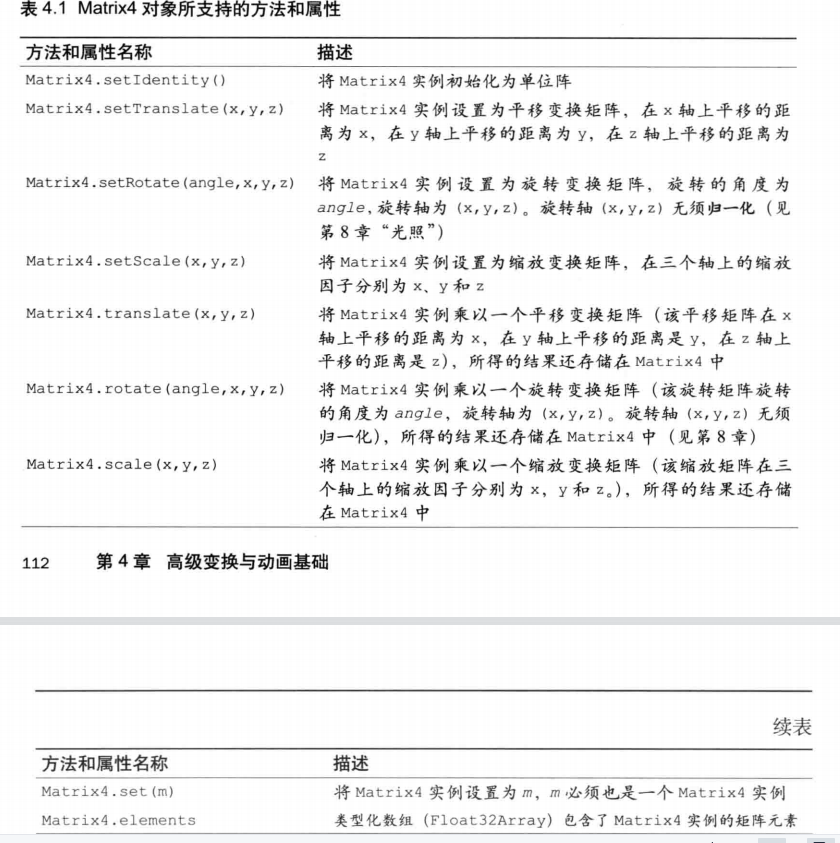 表 4.1 Matrix4 对象所支持的方法和属性
方法和属性名称 描述
Matrix4.setIdentity() 将 Matrix4 实例初始化为单位阵
Matrix4.setTranslate(x,y,z) 将 Matrix4 实例设置为平移变换矩阵，在 x 轴上平移的距
离为 x，在 y 轴上平移的距离为 y，在 z 轴上平移的距离为
z
Matrix4.setRotate(angle,x,y,z) 将 Matrix4 实例设置为旋转变换矩阵，旋转的角度为
angle，旋转轴为 (x,y,z)。旋转轴 (x,y,z) 无须归一化（见
第 8 章“光照”）
Matrix4.setScale(x,y,z) 将 Matrix4 实例设置为缩放变换矩阵，在三个轴上的缩放
因子分别为 x、y 和 z
Matrix4.translate(x,y,z) 将 Matrix4 实例乘以一个平移变换矩阵（该平移矩阵在 x
轴上平移的距离为 x，在 y 轴上平移的距离是 y，在 z 轴上
平移的距离是 z），所得的结果还存储在 Matrix4 中
Matrix4.rotate(angle,x,y,z) 将 Matrix4 实例乘以一个旋转变换矩阵（该旋转矩阵旋转
的角度为 angle，旋转轴为 (x,y,z)。旋转轴 (x,y,z) 无须
归一化），所得的结果还存储在 Matrix4 中（见第 8 章）
Matrix4.scale(x,y,z) 将 Matrix4 实例乘以一个缩放变换矩阵（该缩放矩阵在三
个轴上的缩放因子分别为 x，y 和 z。），所得的结果还存储
在 Matrix4 中
112 第 4 章 高级变换与动画基础
续表
方法和属性名称 描述
Matrix4.set(m) 将 Matrix4 实例设置为 m，m 必须也是一个 Matrix4 实例
Matrix4.elements 类型化数组（Float32Array）包含了 Matrix4 实例的矩阵元素